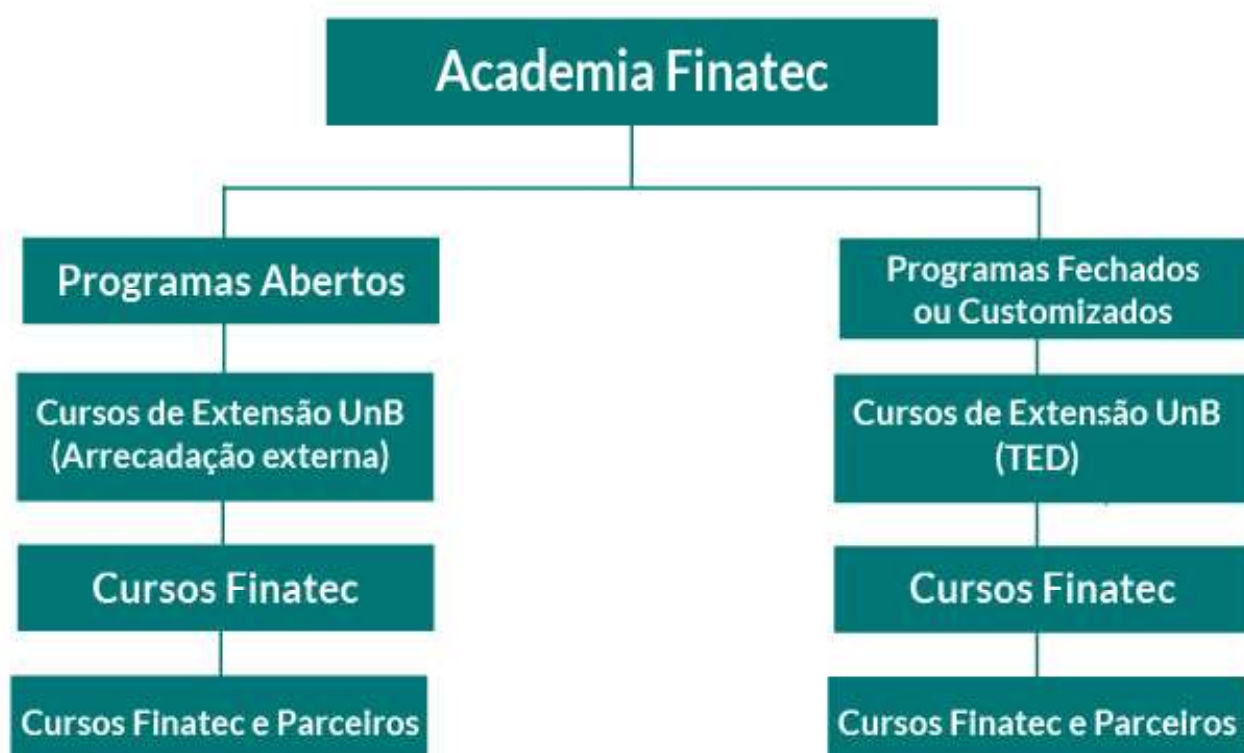 Academia Finatec
Programas Abertos
Cursos de Extensão UnB
(Arrecadação externa)
Cursos Finatec
Cursos Finatec e Parceiros
Programas Fechados
ou Customizados
Cursos de Extensão UnB
(TED)
Cursos Finatec
Cursos Finatec e Parceiros